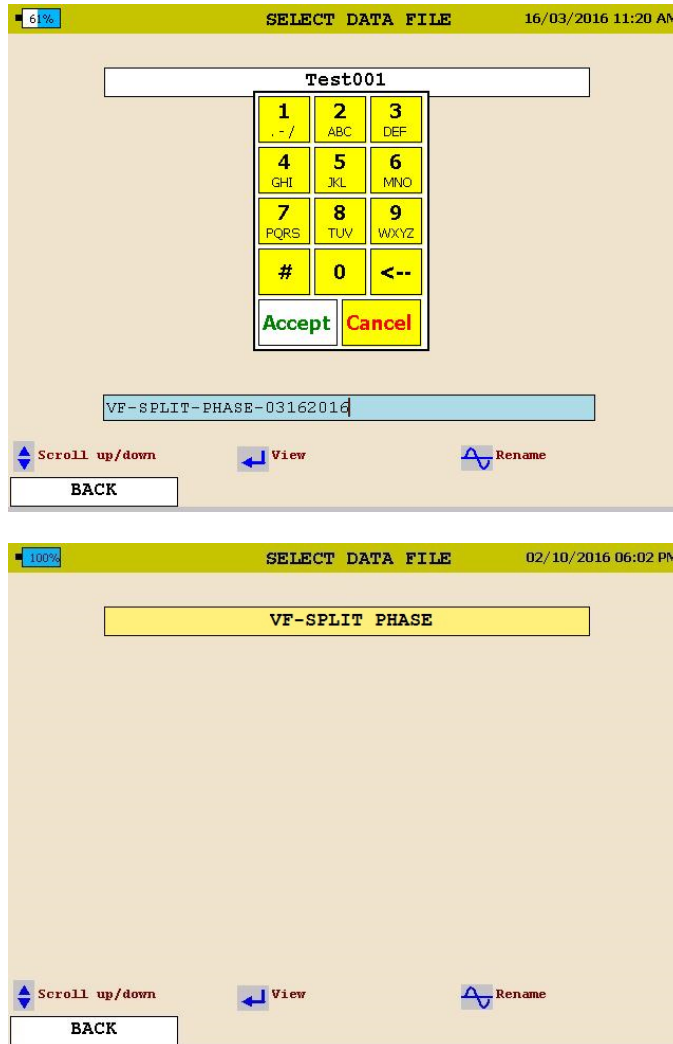 61% SELECT DATA FILE 16/03/2016 11:20 AM
Test001
1 2 3
.-/ ABC DEF
4 5 6
GHI JKL MNO
7 8 9
PQRS TUV WXYZ
# 0 <--
Accept Cancel
VF-SPLIT-PHASE-03162016
Scroll up/down View Rename
BACK
100% SELECT DATA FILE 02/10/2016 06:02 PM
VF-SPLIT PHASE
Scroll up/down View Rename
BACK